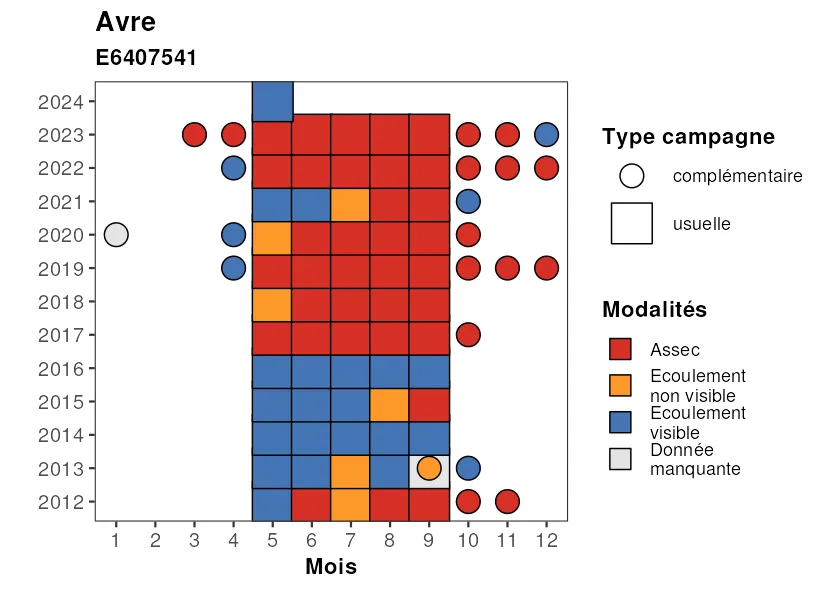 Avre
E6407541
2024
2023
2022
2021
2020
2019
2018
2017
2016
2015
2014
2013
2012
1 2 3 4 5 6 7 8 9 10 11 12
Mois
Type campagne
complémentaire
usuelle
Modalités
Assec
Ecoulement
non visible
Ecoulement
visible
Donnée
manquante